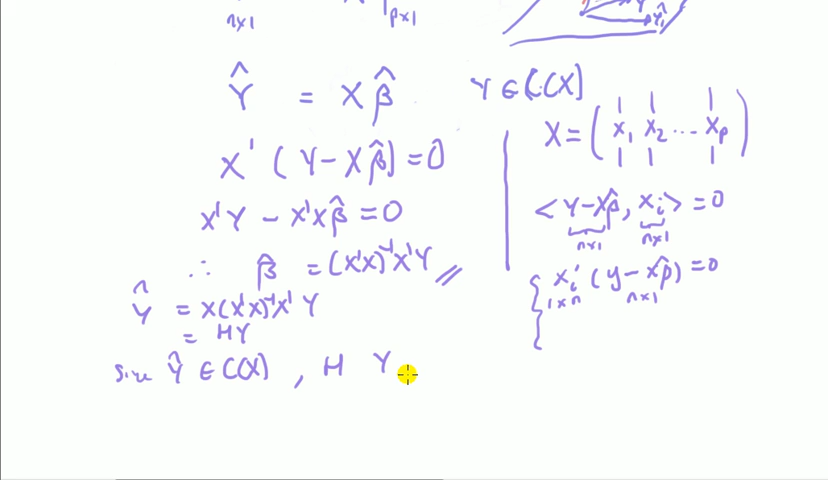 n×1
p×1
Ŷ = Xβ̂
X'(Y-Xβ̂)=0
X'Y - X'Xβ̂ = 0
∴ β̂ = (X'X)⁻¹X'Y
Ŷ = X(X'X)⁻¹X'Y
= HY
Ŷ ∈ C(X), H Y
Y ∈ C(X)
X = (x₁ x₂ ... xₚ)
<Y-Xβ̂, xᵢ> = 0
n×1 n×1
xᵢ'(y-xβ̂)=0
1×n n×1